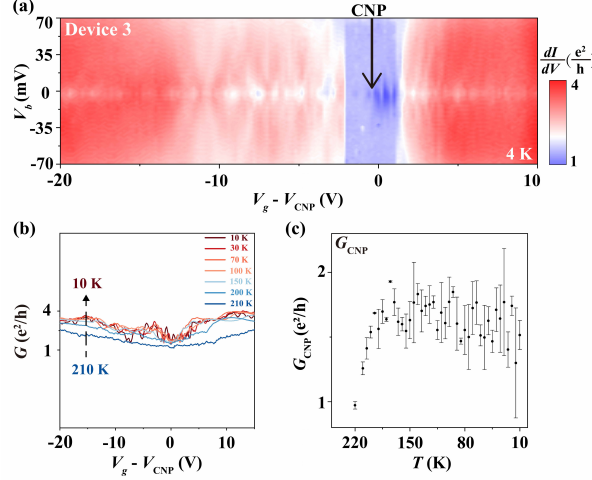 (a)
CNP
Device 3
4 K
70
35
0
-35
-70
V_b (mV)
-20
-10
0
10
V_g - V_CNP (V)
dI/dV (e²/h)
4
1
(b)
10 K
30 K
70 K
100 K
150 K
200 K
210 K
10 K
210 K
4
1
G (e²/h)
-20
-10
0
10
V_g - V_CNP (V)
(c)
G_CNP
2
1
G_CNP (e²/h)
220
150
80
10
T (K)